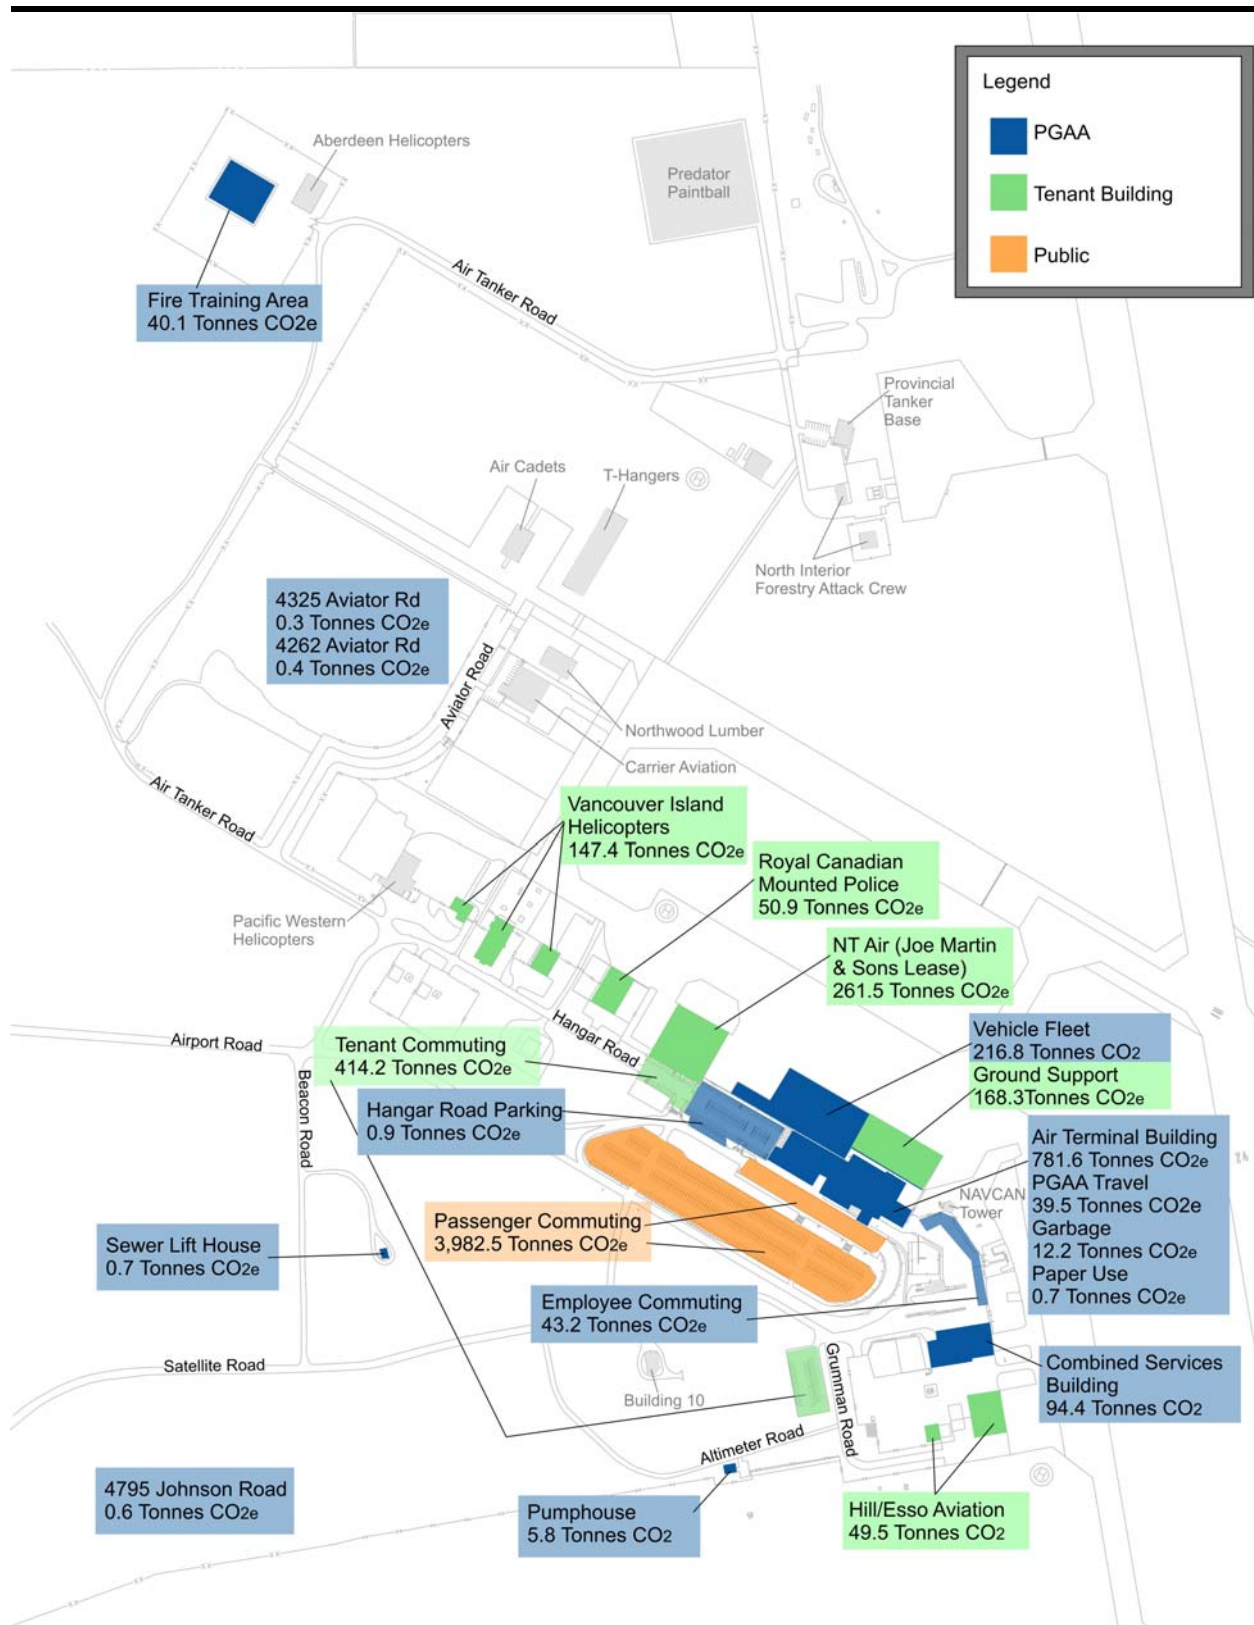 Legend
PGAA
Tenant Building
Public
Aberdeen Helicopters
Predator
Paintball
Air Tanker Road
Fire Training Area
40.1 Tonnes CO2e
Provincial
Tanker
Base
Air Cadets
T-Hangers
North Interior
Forestry Attack Crew
4325 Aviator Rd
0.3 Tonnes CO2e
4262 Aviator Rd
0.4 Tonnes CO2e
Aviator Road
Northwood Lumber
Carrier Aviation
Air Tanker Road
Vancouver Island
Helicopters
147.4 Tonnes CO2e
Royal Canadian
Mounted Police
50.9 Tonnes CO2e
Pacific Western
Helicopters
NT Air (Joe Martin
& Sons Lease)
261.5 Tonnes CO2e
Hangar Road
Airport Road
Beacon Road
Tenant Commuting
414.2 Tonnes CO2e
Vehicle Fleet
216.8 Tonnes CO2
Ground Support
168.3Tonnes CO2e
Hangar Road Parking
0.9 Tonnes CO2e
Air Terminal Building
781.6 Tonnes CO2e
PGAA Travel
39.5 Tonnes CO2e
Garbage
12.2 Tonnes CO2e
Paper Use
0.7 Tonnes CO2e
NAVCAN
Tower
Passenger Commuting
3,982.5 Tonnes CO2e
Sewer Lift House
0.7 Tonnes CO2e
Employee Commuting
43.2 Tonnes CO2e
Satellite Road
Building 10
Grumman Road
Combined Services
Building
94.4 Tonnes CO2
Altimeter Road
4795 Johnson Road
0.6 Tonnes CO2e
Pumphouse
5.8 Tonnes CO2
Hill/Esso Aviation
49.5 Tonnes CO2